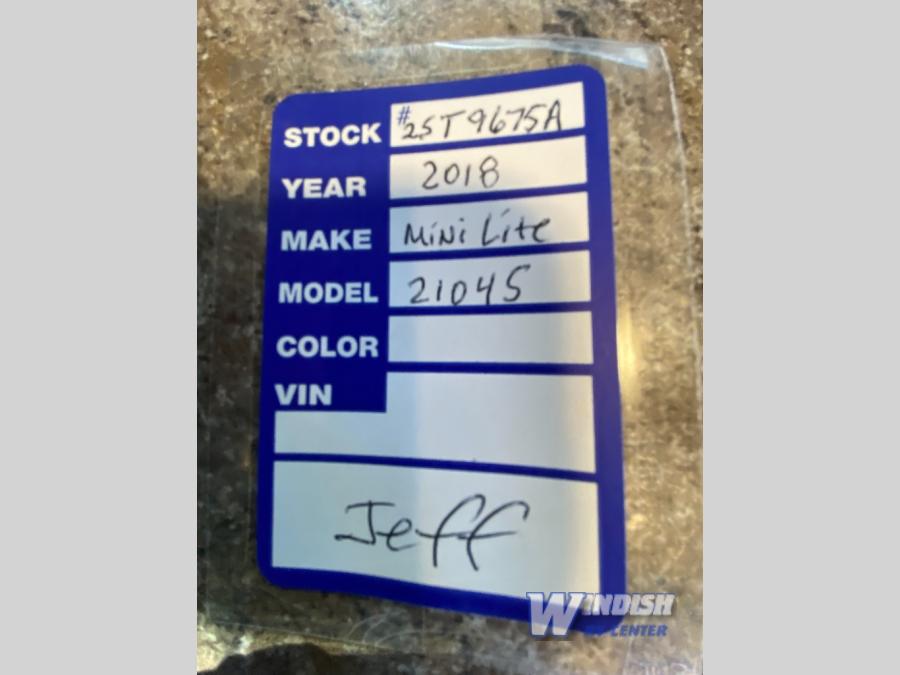 STOCK #25T9675A
YEAR 2018
MAKE Mini Lite
MODEL 2104S
COLOR
VIN
Jeff
WINDISH
RV CENTER